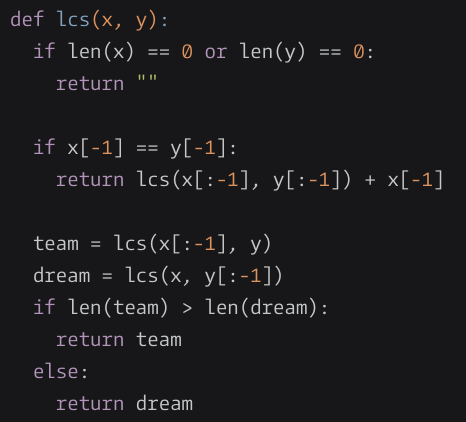 def lcs(x, y):
  if len(x) == 0 or len(y) == 0:
    return ""

  if x[-1] == y[-1]:
    return lcs(x[:-1], y[:-1]) + x[-1]

  team = lcs(x[:-1], y)
  dream = lcs(x, y[:-1])
  if len(team) > len(dream):
    return team
  else:
    return dream